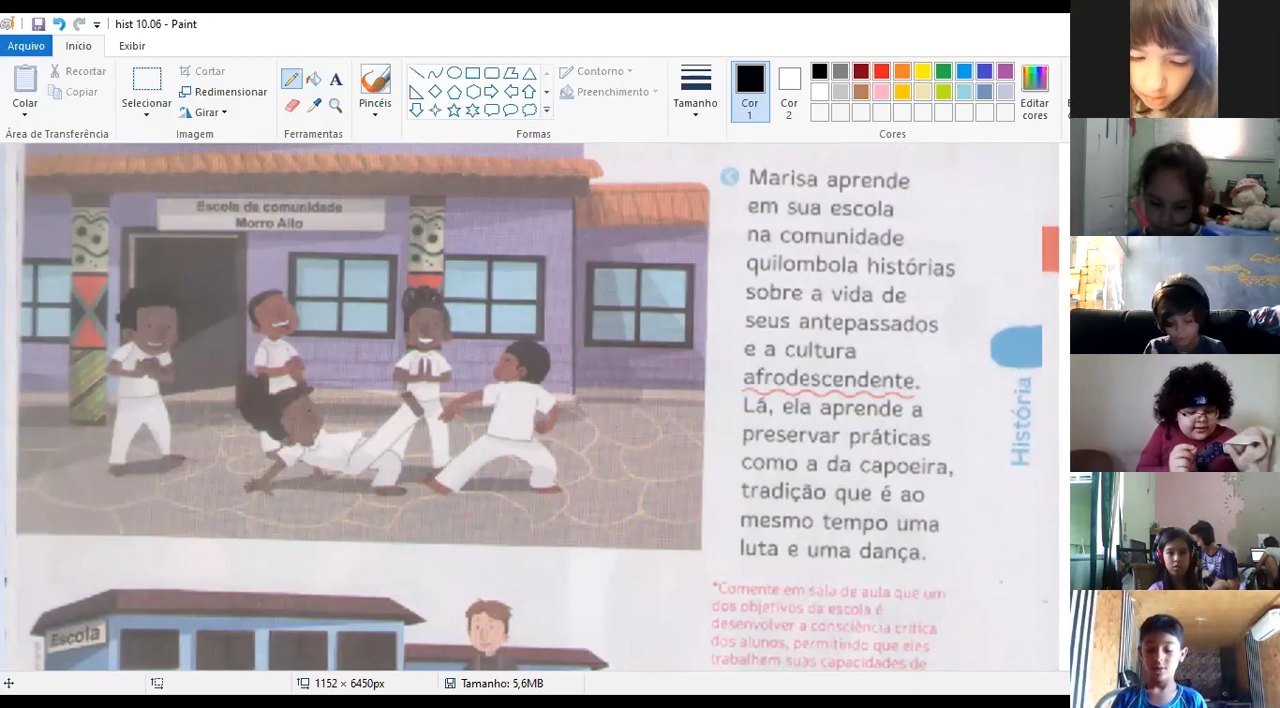 hist 10.06 - Paint
Arquivo Início Exibir
Colar
Recortar
Copiar
Área de Transferência
Selecionar
Cortar
Redimensionar
Girar
Imagem
A
Ferramentas
Pincéis
Contorno
Preenchimento
Formas
Tamanho
Cor
1
Cor
2
Editar
cores
Cores
Escola da comunidade
Morro Alto
Marisa aprende
em sua escola
na comunidade
quilombola histórias
sobre a vida de
seus antepassados
e a cultura
afrodescendente.
Lá, ela aprende a
preservar práticas
como a da capoeira,
tradição que é ao
mesmo tempo uma
luta e uma dança.
*Comente em sala de aula que um
dos objetivos da escola é
desenvolver a consciência crítica
dos alunos, permitindo que eles
trabalhem suas capacidades de
História
Escola
1152 × 6450px
Tamanho: 5,6MB